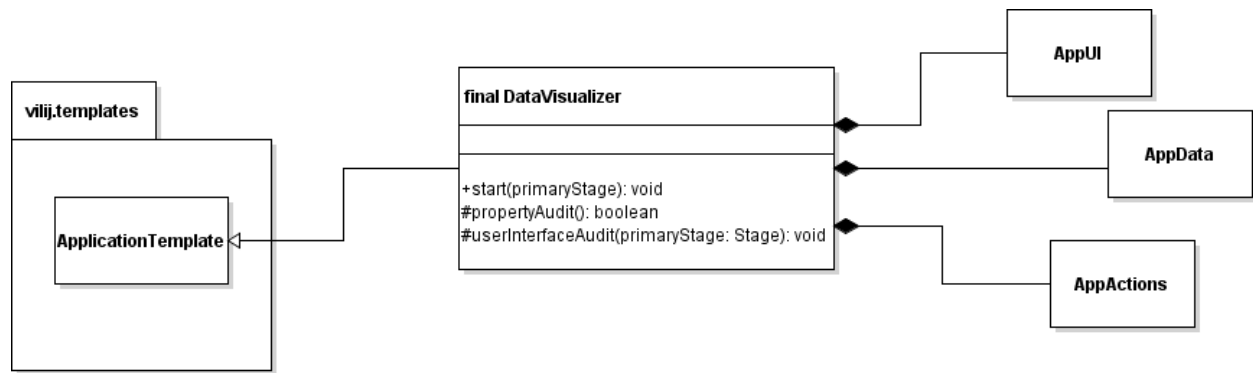 vilij.templates
ApplicationTemplate
final DataVisualizer
+start(primaryStage): void
#propertyAudit(): boolean
#userInterfaceAudit(primaryStage: Stage): void
AppUI
AppData
AppActions